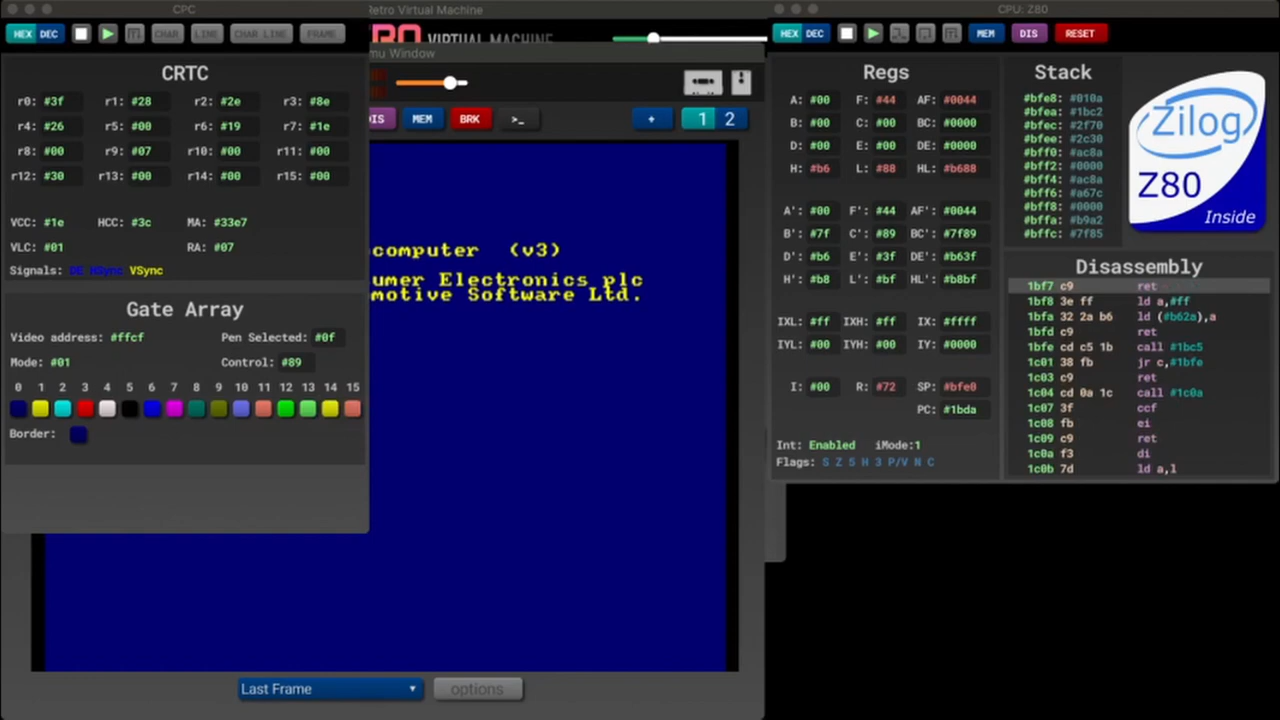 CPC
HEX DEC CHAR LINE CHAR LINE FRAME
CRTC
r0: #3f r1: #28 r2: #2e r3: #8e
r4: #26 r5: #00 r6: #19 r7: #1e
r8: #00 r9: #07 r10: #00 r11: #00
r12: #30 r13: #00 r14: #00 r15: #00
VCC: #1e HCC: #3c MA: #33e7
VLC: #01 RA: #07
Signals: DE HSync VSync
Gate Array
Video address: #ffcf Pen Selected: #0f
Mode: #01 Control: #89
0 1 2 3 4 5 6 7 8 9 10 11 12 13 14 15
Border:
Retro Virtual Machine
RO VIRTUAL MACHINE
mu Window
DIS MEM BRK >_ + 1 2
computer (v3)
umer Electronics plc
motive Software Ltd.
Last Frame options
CPU: Z80
HEX DEC MEM DIS RESET
Regs
A: #00 F: #44 AF: #0044
B: #00 C: #00 BC: #0000
D: #00 E: #00 DE: #0000
H: #b6 L: #88 HL: #b688
A': #00 F': #44 AF': #0044
B': #7f C': #89 BC': #7f89
D': #b6 E': #3f DE': #b63f
H': #b8 L': #bf HL': #b8bf
IXL: #ff IXH: #ff IX: #ffff
IYL: #00 IYH: #00 IY: #0000
I: #00 R: #72 SP: #bfe0
PC: #1bda
Int: Enabled iMode:1
Flags: S Z 5 H 3 P/V N C
Stack
#bfe8: #010a
#bfea: #1bc2
#bfec: #2f70
#bfee: #2c30
#bff0: #ac8a
#bff2: #0000
#bff4: #ac8a
#bff6: #a67c
#bff8: #0000
#bffa: #b9a2
#bffc: #7f85
Zilog
Z80
Inside
Disassembly
1bf7 c9 ret
1bf8 3e ff ld a,#ff
1bfa 32 2a b6 ld (#b62a),a
1bfd c9 ret
1bfe cd c5 1b call #1bc5
1c01 38 fb jr c,#1bfe
1c03 c9 ret
1c04 cd 0a 1c call #1c0a
1c07 3f ccf
1c08 fb ei
1c09 c9 ret
1c0a f3 di
1c0b 7d ld a,l